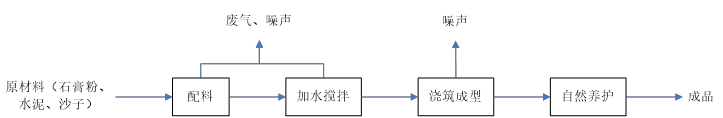 废气、噪声
噪声
原材料（石膏粉、
水泥、沙子）
配料
加水搅拌
浇筑成型
自然养护
成品